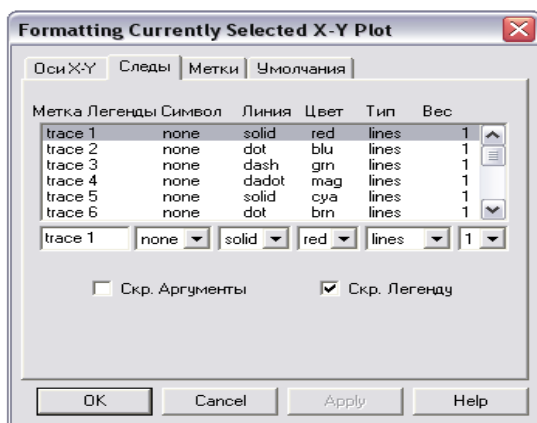 Formatting Currently Selected X-Y Plot
Оси X-Y Следы Метки Умолчания
Метка Легенды Символ Линия Цвет Тип Вес
trace 1 none solid red lines 1
trace 2 none dot blu lines 1
trace 3 none dash grn lines 1
trace 4 none dadot mag lines 1
trace 5 none solid cya lines 1
trace 6 none dot brn lines 1
trace 1 none solid red lines 1
Скр. Аргументы Скр. Легенду
OK Cancel Apply Help